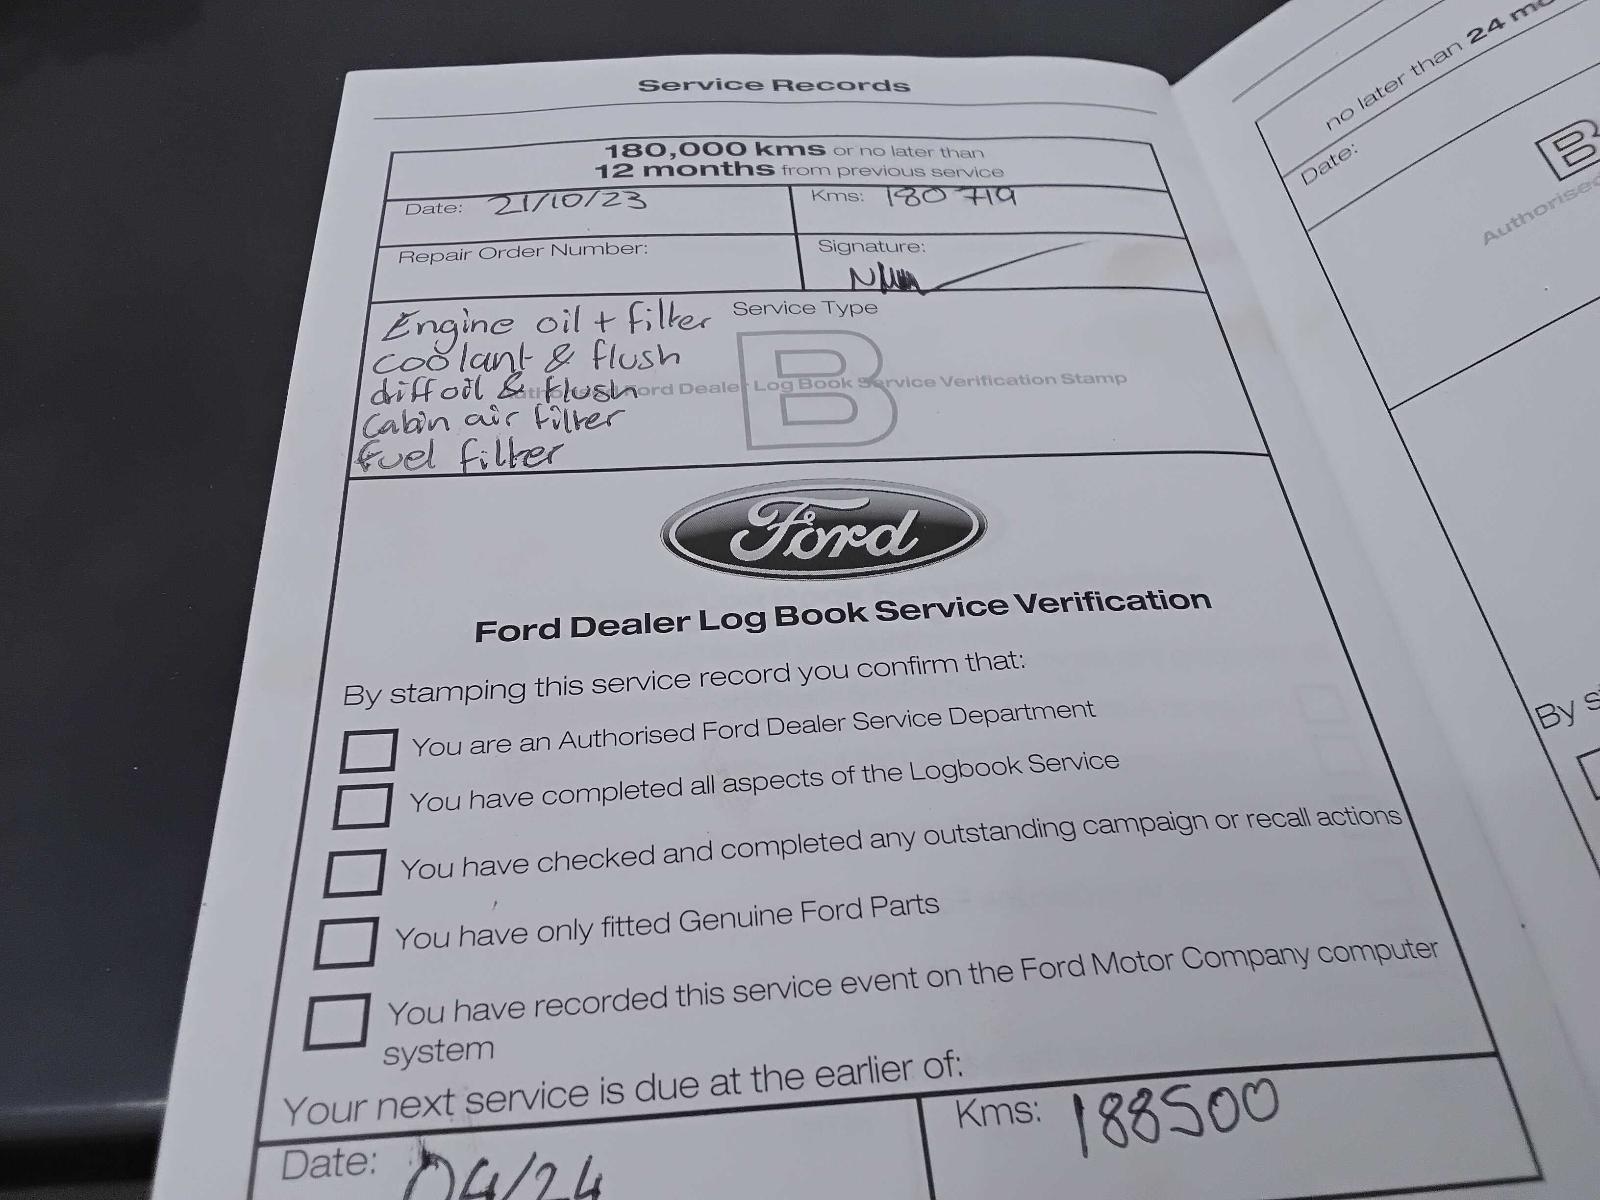 Service Records
180,000 kms or no later than
12 months from previous service
Date: 21/10/23
Kms: 180 719
Repair Order Number:
Signature:
Service Type
Engine oil + filter
coolant & flush
diff oil & flush
Cabin air filter
fuel filter
B
Ford Dealer Log Book Service Verification Stamp
Ford
Ford Dealer Log Book Service Verification
By stamping this service record you confirm that:
You are an Authorised Ford Dealer Service Department
You have completed all aspects of the Logbook Service
You have checked and completed any outstanding campaign or recall actions
You have only fitted Genuine Ford Parts
You have recorded this service event on the Ford Motor Company computer
system
Your next service is due at the earlier of:
Date: 04/24
Kms: 188500
no later than 24
Date:
B
Authorised
By